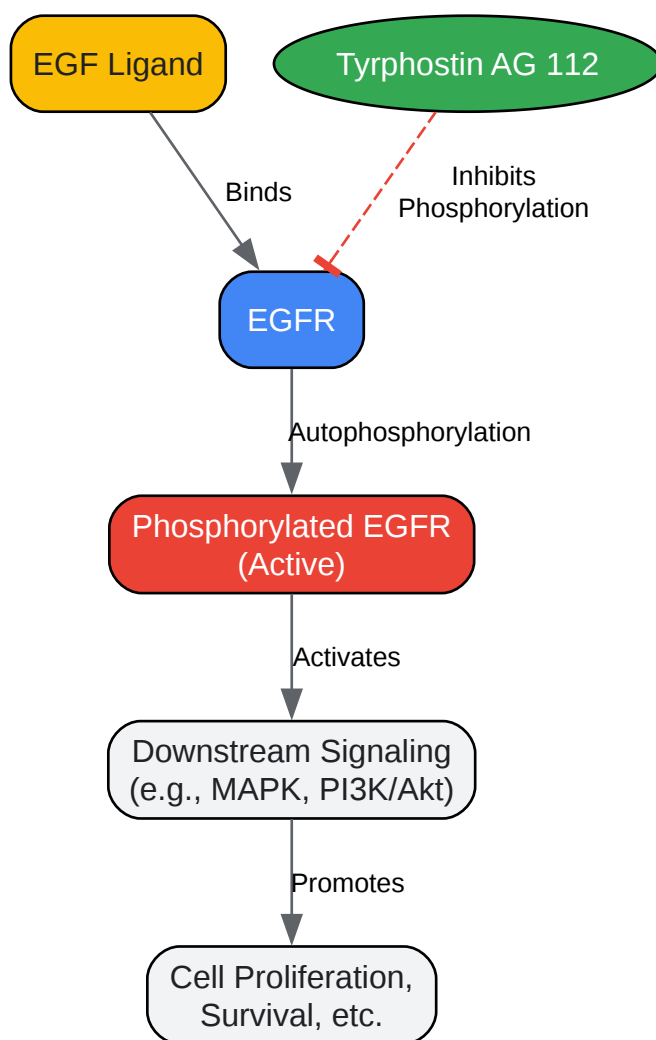 EGF Ligand
Tyrphostin AG 112
Binds
Inhibits
Phosphorylation
EGFR
Autophosphorylation
Phosphorylated EGFR
(Active)
Activates
Downstream Signaling
(e.g., MAPK, PI3K/Akt)
Promotes
Cell Proliferation,
Survival, etc.